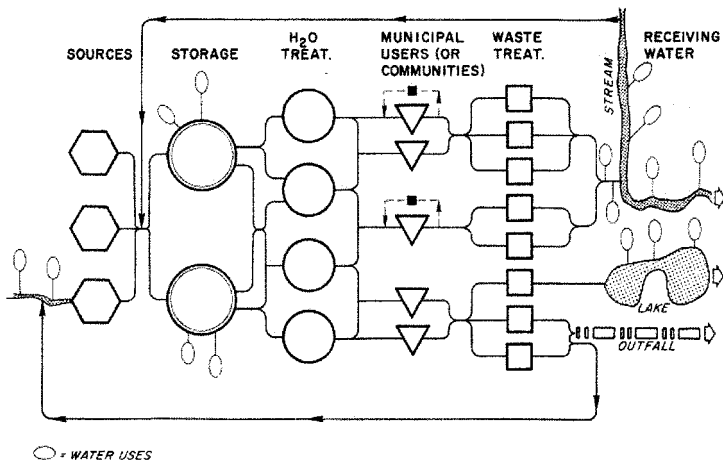 SOURCES
STORAGE
H₂O
TREAT.
MUNICIPAL
USERS (OR
COMMUNITIES)
WASTE
TREAT.
RECEIVING
WATER
STREAM
LAKE
OUTFALL
= WATER USES